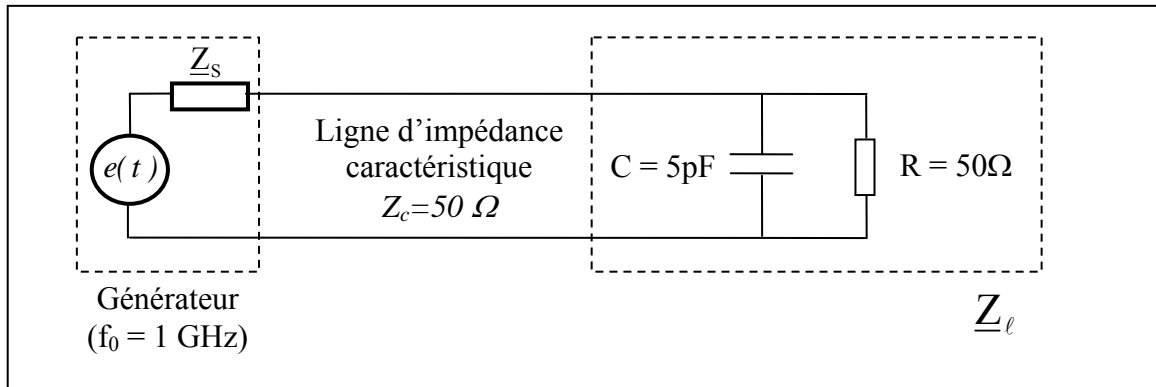 Z_S
e( t )
Ligne d’impédance
caractéristique
Z_c=50 Ω
C = 5pF
R = 50Ω
Générateur
(f_0 = 1 GHz)
Z_ℓ